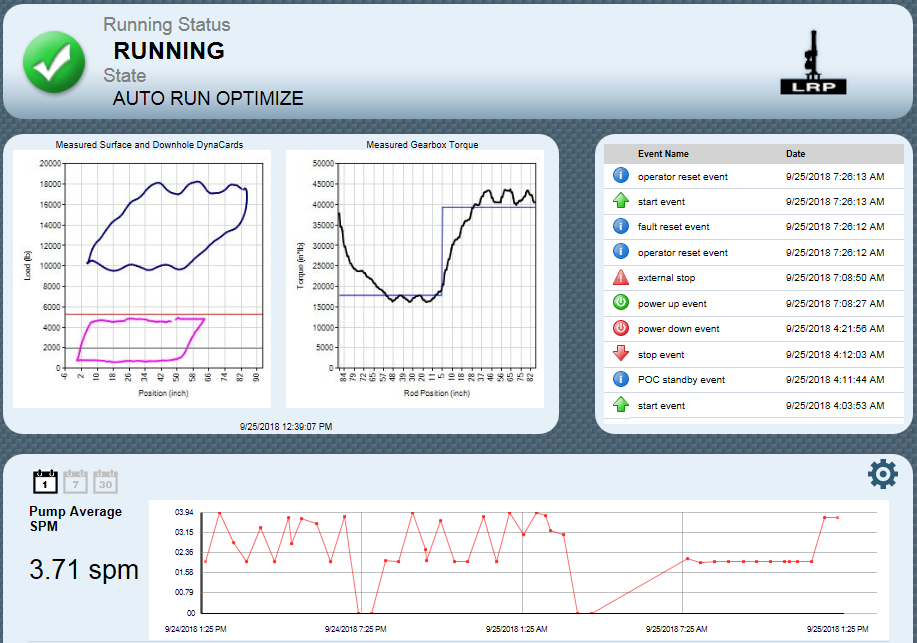 Running Status
RUNNING
State
AUTO RUN OPTIMIZE
LRP
Measured Surface and Downhole DynaCards
20000
18000
16000
14000
12000
10000
8000
6000
4000
2000
0
Load (lb)
-6 2 10 18 26 34 42 50 58 66 74 82 90
Position (inch)
Measured Gearbox Torque
50000
45000
40000
35000
30000
25000
20000
15000
10000
5000
0
Torque (in*lb)
84 79 72 65 57 48 39 30 20 11 5 10 18 28 37 46 56 65 75 82
Rod Position (inch)
9/25/2018 12:39:07 PM
Event Name Date
operator reset event 9/25/2018 7:26:13 AM
start event 9/25/2018 7:26:13 AM
fault reset event 9/25/2018 7:26:12 AM
operator reset event 9/25/2018 7:26:12 AM
external stop 9/25/2018 7:08:50 AM
power up event 9/25/2018 7:08:27 AM
power down event 9/25/2018 4:21:56 AM
stop event 9/25/2018 4:12:03 AM
POC standby event 9/25/2018 4:11:44 AM
start event 9/25/2018 4:03:53 AM
1 7 30
Pump Average
SPM
3.71 spm
03.94
03.15
02.36
01.58
00.79
00
9/24/2018 1:25 PM 9/24/2018 7:25 PM 9/25/2018 1:25 AM 9/25/2018 7:25 AM 9/25/2018 1:25 PM